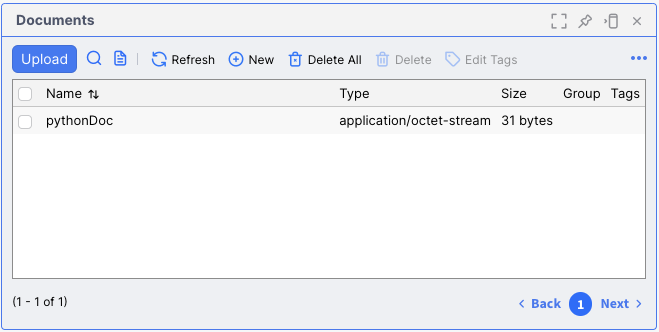 Documents
Upload Refresh New Delete All Delete Edit Tags
Name Type Size Group Tags
pythonDoc application/octet-stream 31 bytes
(1 - 1 of 1) Back 1 Next